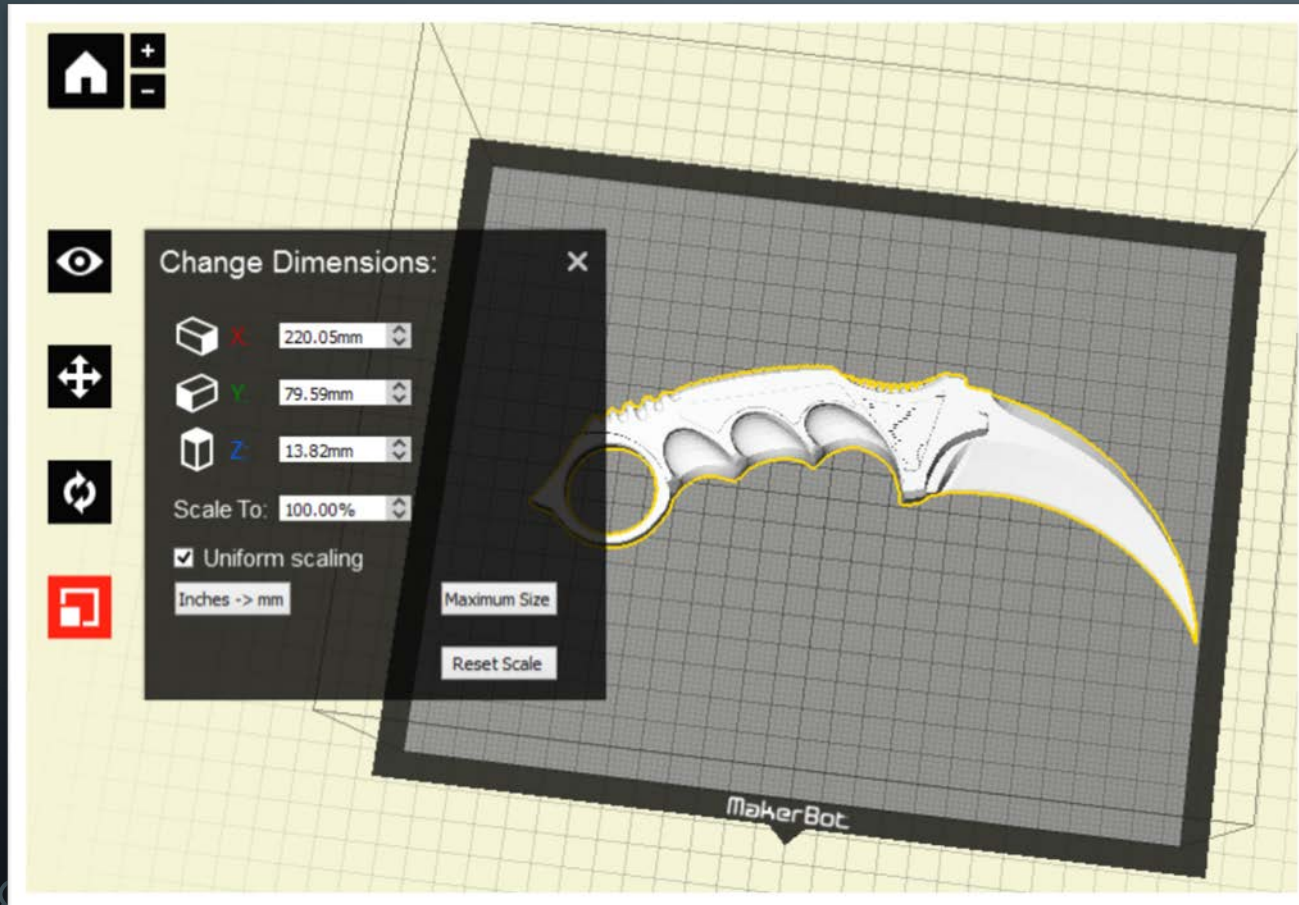 +
-
Change Dimensions:
X: 220.05mm
Y: 79.59mm
Z: 13.82mm
Scale To: 100.00%
Uniform scaling
Inches -> mm
Maximum Size
Reset Scale
MakerBot